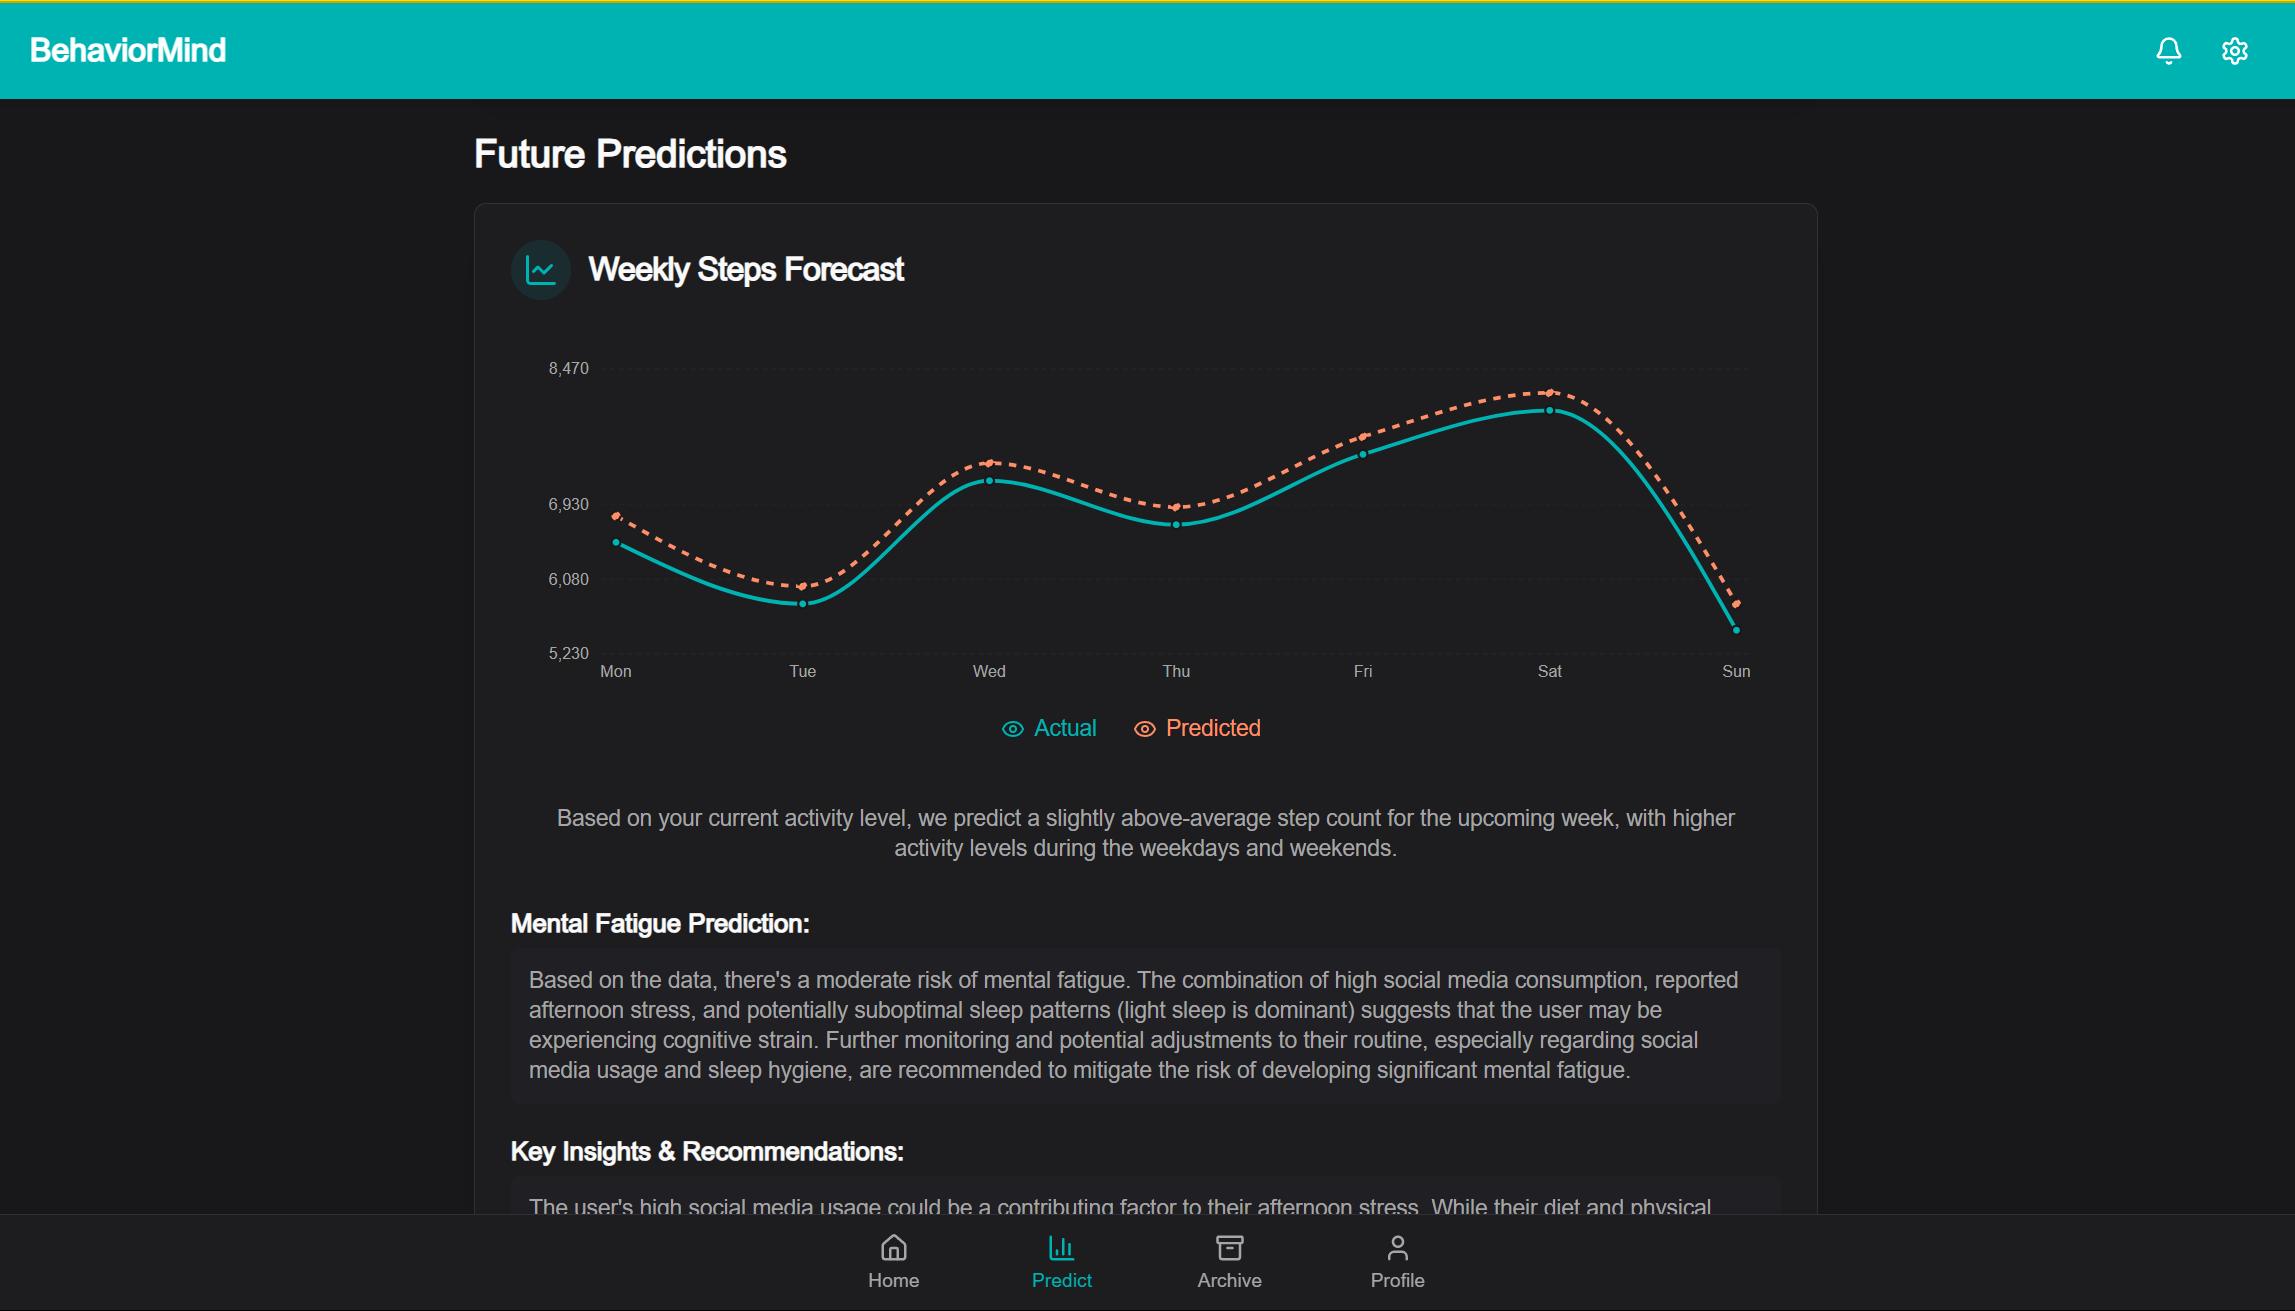 BehaviorMind
Future Predictions
Weekly Steps Forecast
8,470
6,930
6,080
5,230
Mon Tue Wed Thu Fri Sat Sun
Actual Predicted
Based on your current activity level, we predict a slightly above-average step count for the upcoming week, with higher
activity levels during the weekdays and weekends.
Mental Fatigue Prediction:
Based on the data, there's a moderate risk of mental fatigue. The combination of high social media consumption, reported
afternoon stress, and potentially suboptimal sleep patterns (light sleep is dominant) suggests that the user may be
experiencing cognitive strain. Further monitoring and potential adjustments to their routine, especially regarding social
media usage and sleep hygiene, are recommended to mitigate the risk of developing significant mental fatigue.
Key Insights & Recommendations:
The user's high social media usage could be a contributing factor to their afternoon stress. While their diet and physical
Home Predict Archive Profile